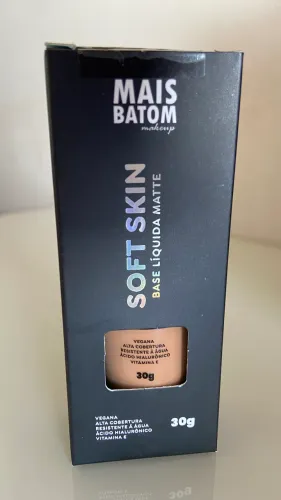 MAIS
BATOM
makeup
SOFT SKIN
BASE LÍQUIDA MATTE
VEGANA
ALTA COBERTURA
RESISTENTE À ÁGUA
ÁCIDO HIALURÔNICO
VITAMINA E
30g
VEGANA
ALTA COBERTURA
RESISTENTE À ÁGUA
ÁCIDO HIALURÔNICO
VITAMINA E
30g